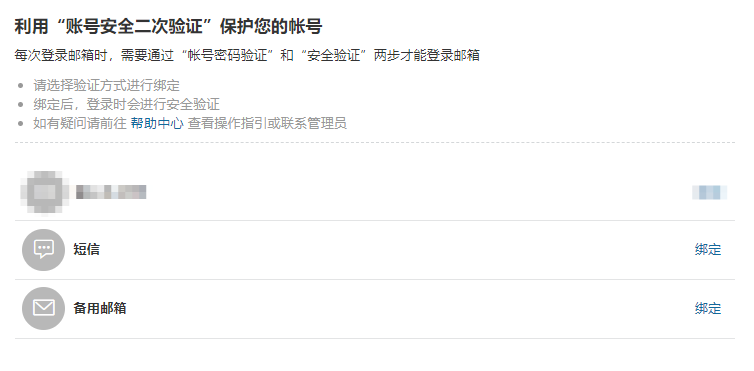 利用“账号安全二次验证”保护您的帐号
每次登录邮箱时，需要通过“帐号密码验证”和“安全验证”两步才能登录邮箱
请选择验证方式进行绑定
绑定后，登录时会进行安全验证
如有疑问请前往 帮助中心 查看操作指引或联系管理员
短信 绑定
备用邮箱 绑定